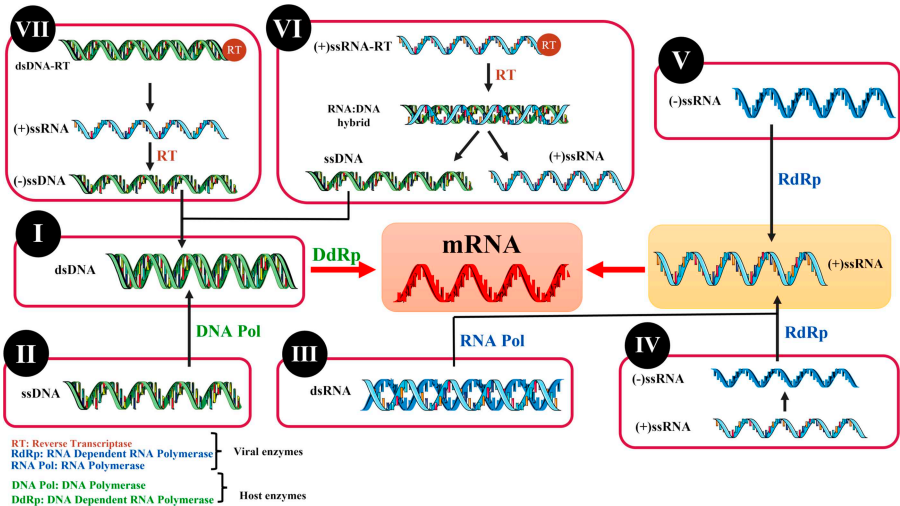 VII
dsDNA-RT
RT
(+)ssRNA
RT
(-)ssDNA
VI
(+)ssRNA-RT
RT
RT
RNA:DNA
hybrid
ssDNA
(+)ssRNA
V
(-)ssRNA
RdRp
I
dsDNA
DdRp
mRNA
(+)ssRNA
DNA Pol
RNA Pol
RdRp
II
ssDNA
III
dsRNA
IV
(-)ssRNA
(+)ssRNA
RT: Reverse Transcriptase
RdRp: RNA Dependent RNA Polymerase
RNA Pol: RNA Polymerase
Viral enzymes
DNA Pol: DNA Polymerase
DdRp: DNA Dependent RNA Polymerase
Host enzymes